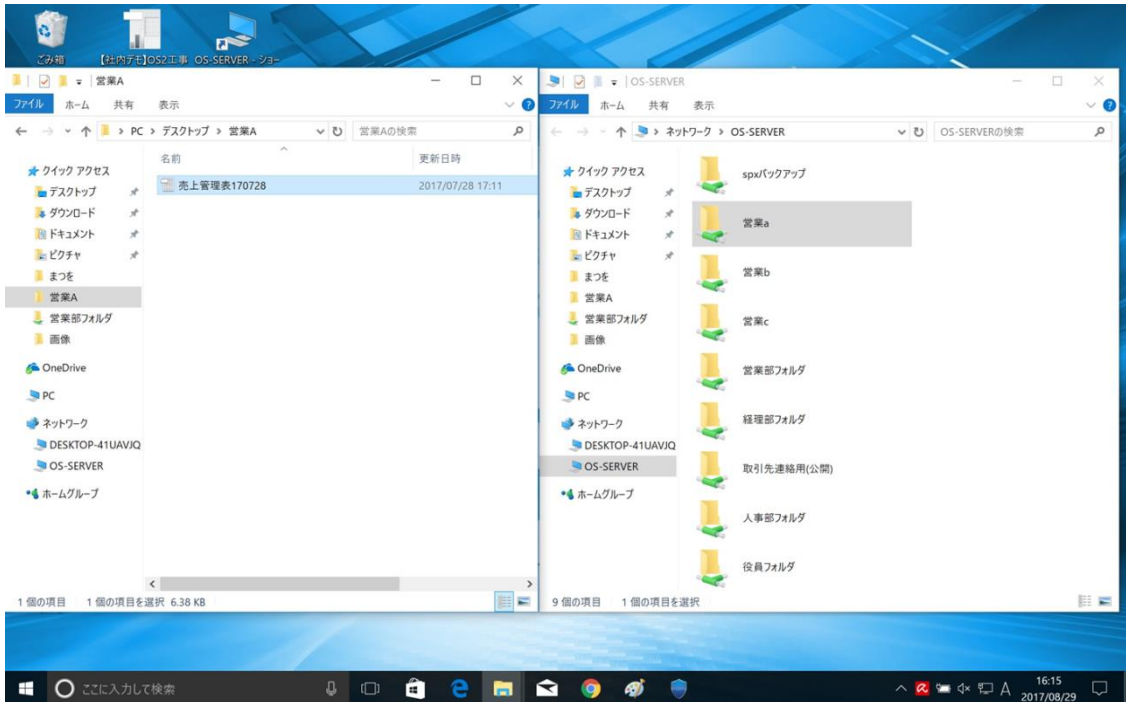 ごみ箱
【社内デモ】OS2工事
OS-SERVER - ショー
営業A
ファイル ホーム 共有 表示
PC > デスクトップ > 営業A
営業Aの検索
名前 更新日時
売上管理表170728 2017/07/28 17:11
クイック アクセス
デスクトップ
ダウンロード
ドキュメント
ピクチャ
まつを
営業A
営業部フォルダ
画像
OneDrive
PC
ネットワーク
DESKTOP-41UAVJQ
OS-SERVER
ホームグループ
1 個の項目 1 個の項目を選択 6.38 KB
OS-SERVER
ファイル ホーム 共有 表示
ネットワーク > OS-SERVER
OS-SERVERの検索
クイック アクセス
デスクトップ
ダウンロード
ドキュメント
ピクチャ
まつを
営業A
営業部フォルダ
画像
OneDrive
PC
ネットワーク
DESKTOP-41UAVJQ
OS-SERVER
ホームグループ
spxバックアップ
営業a
営業b
営業c
営業部フォルダ
経理部フォルダ
取引先連絡用(公開)
人事部フォルダ
役員フォルダ
9 個の項目 1 個の項目を選択
ここに入力して検索
A
16:15
2017/08/29